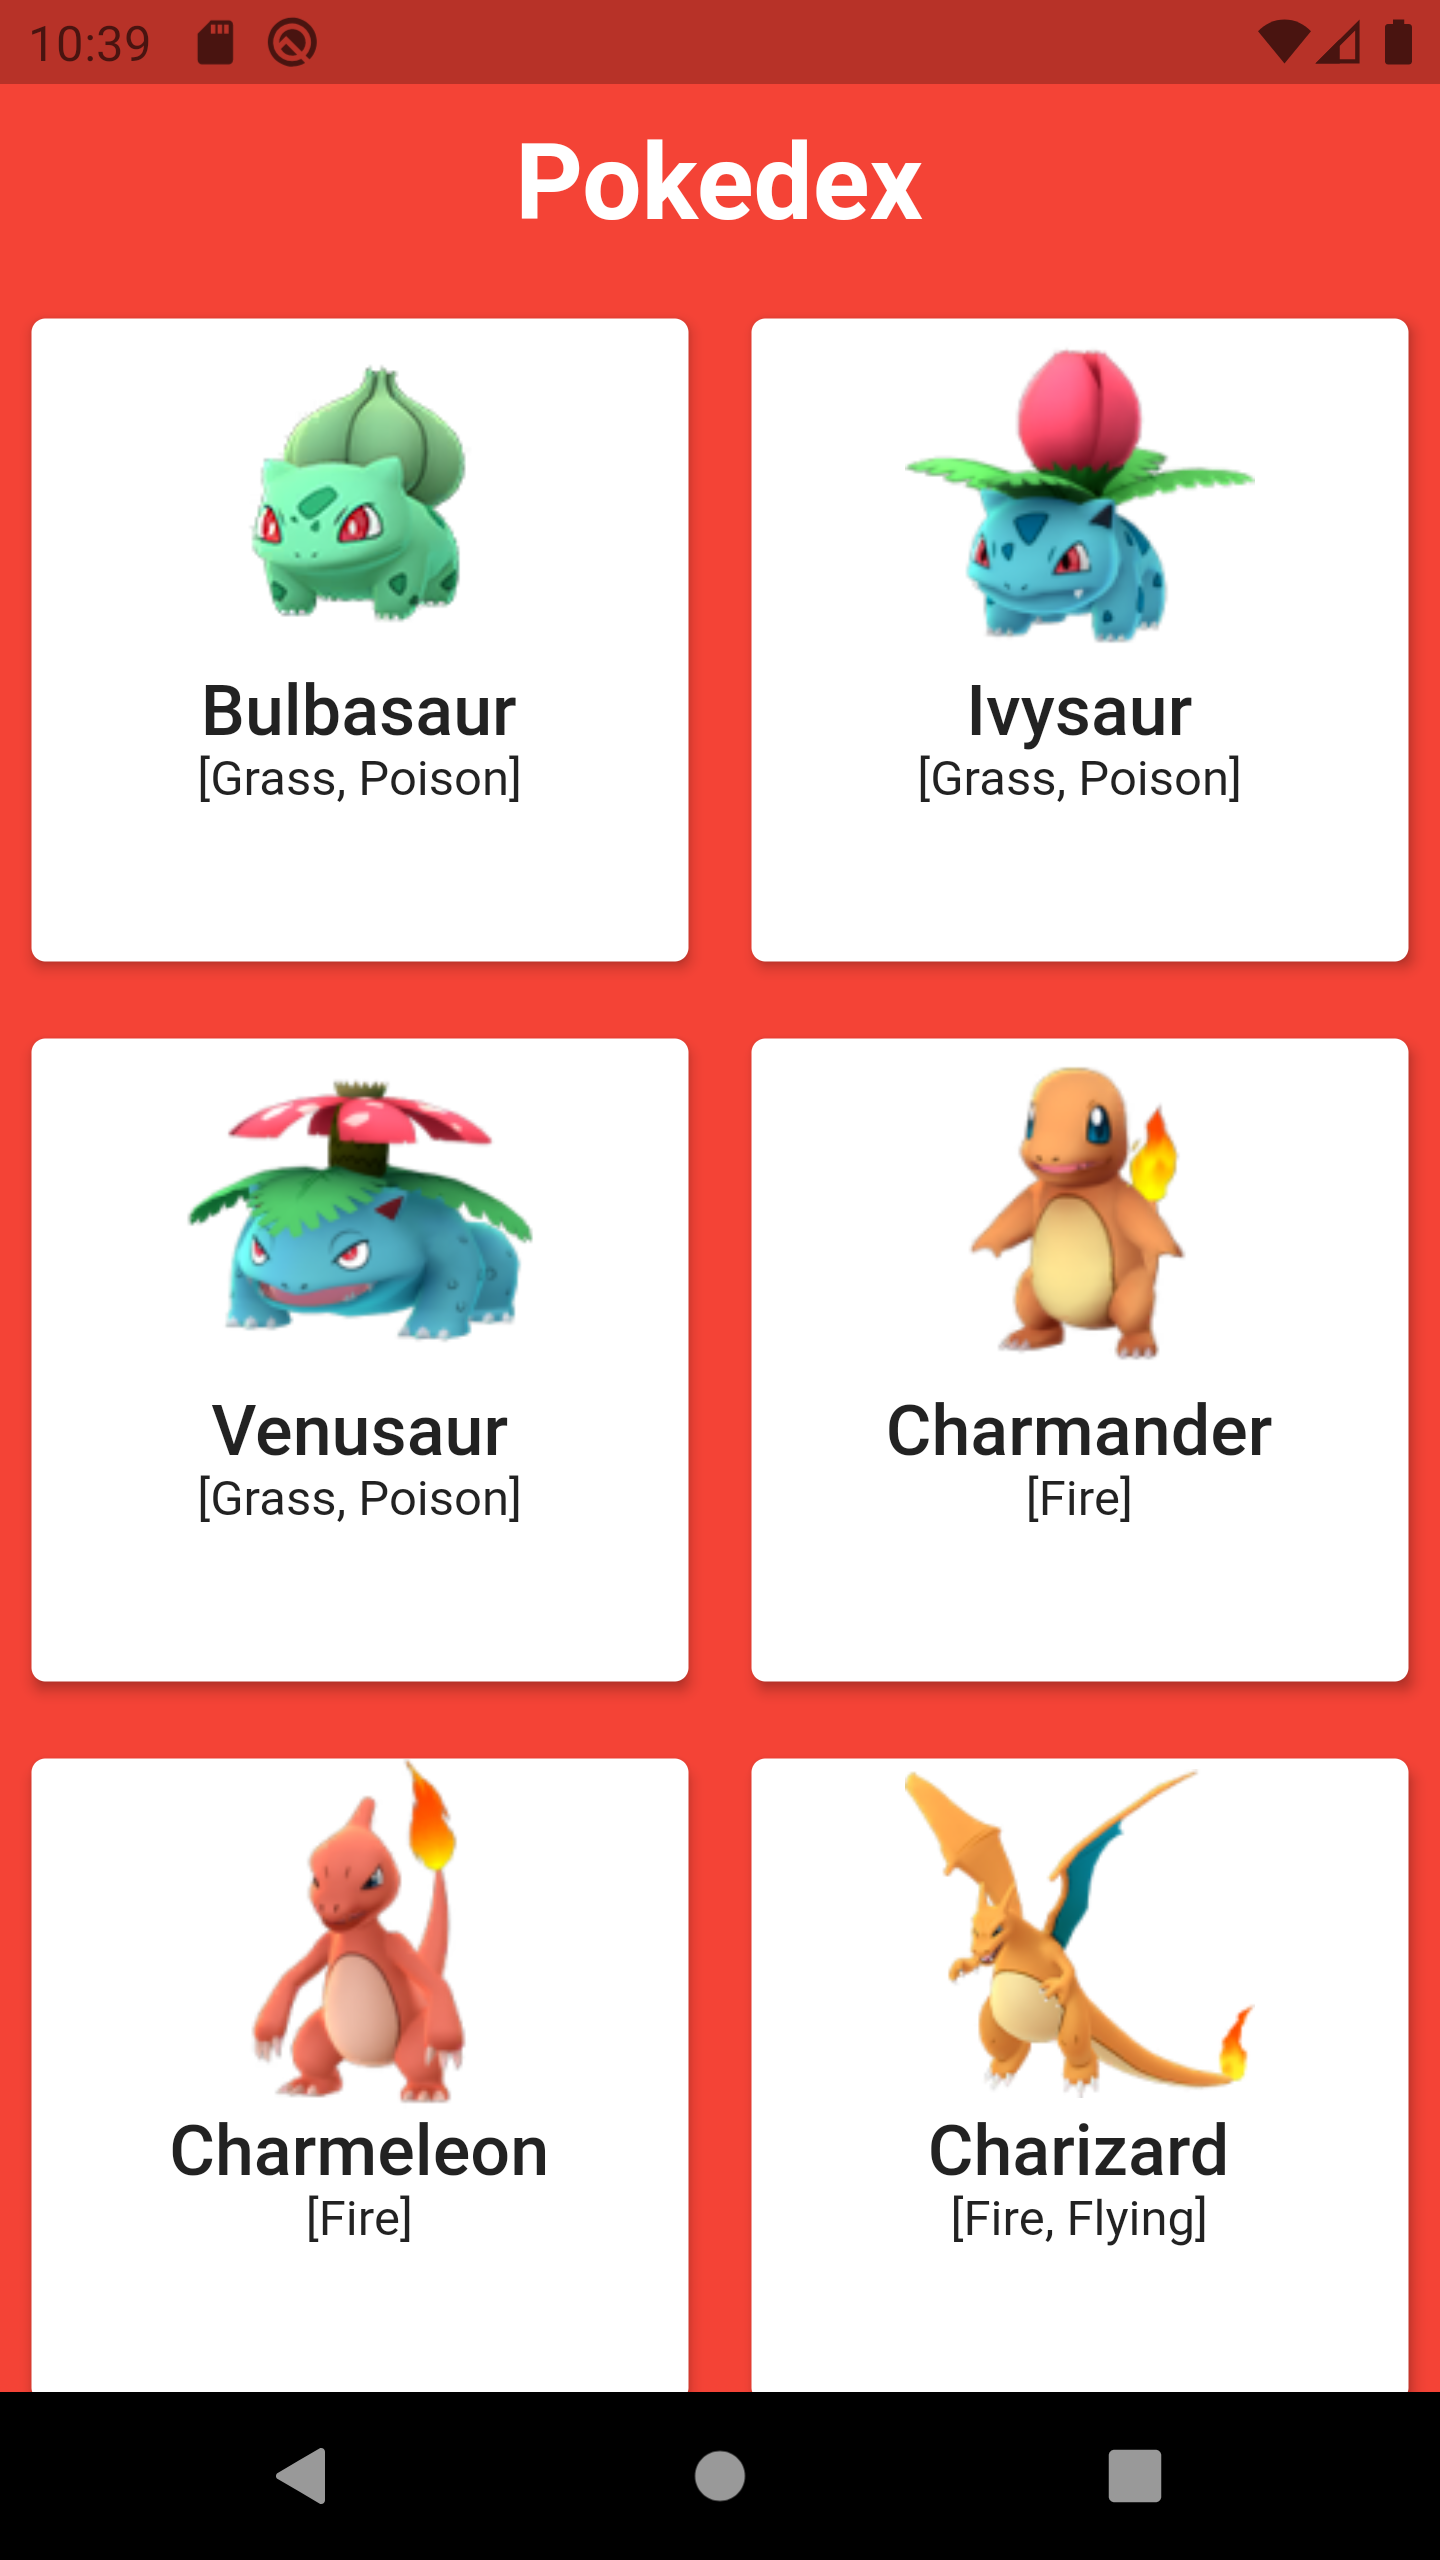 10:39
Pokedex
Bulbasaur
[Grass, Poison]
Ivysaur
[Grass, Poison]
Venusaur
[Grass, Poison]
Charmander
[Fire]
Charmeleon
[Fire]
Charizard
[Fire, Flying]